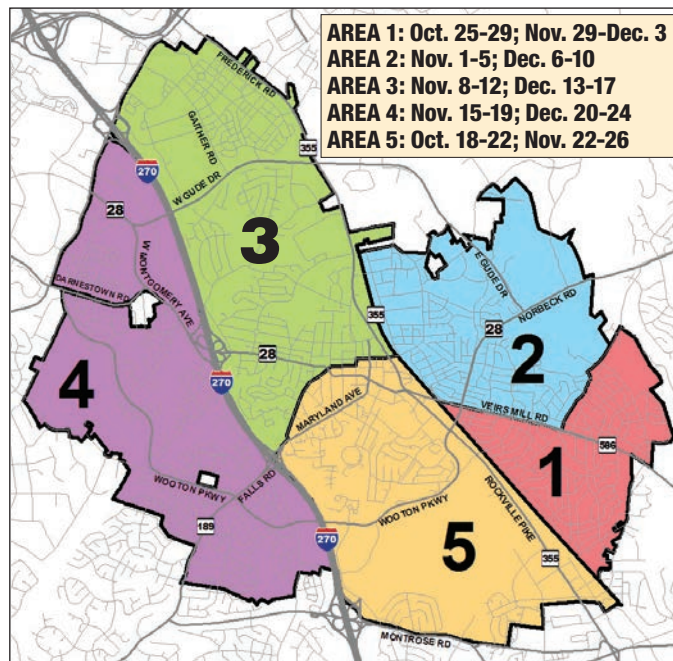 AREA 1: Oct. 25-29; Nov. 29-Dec. 3
AREA 2: Nov. 1-5; Dec. 6-10
AREA 3: Nov. 8-12; Dec. 13-17
AREA 4: Nov. 15-19; Dec. 20-24
AREA 5: Oct. 18-22; Nov. 22-26
FREDERICK RD
GAITHER RD
355
270
W GUDE DR
28
3
W MONTGOMERY AVE
E GUDE DR
DARNESTOWN RD
NORBECK RD
355
28
28
2
4
270
MARYLAND AVE
VEIRS MILL RD
586
1
FALLS RD
WOOTON PKWY
ROCKVILLE PIKE
189
WOOTON PKWY
270
5
355
MONTROSE RD